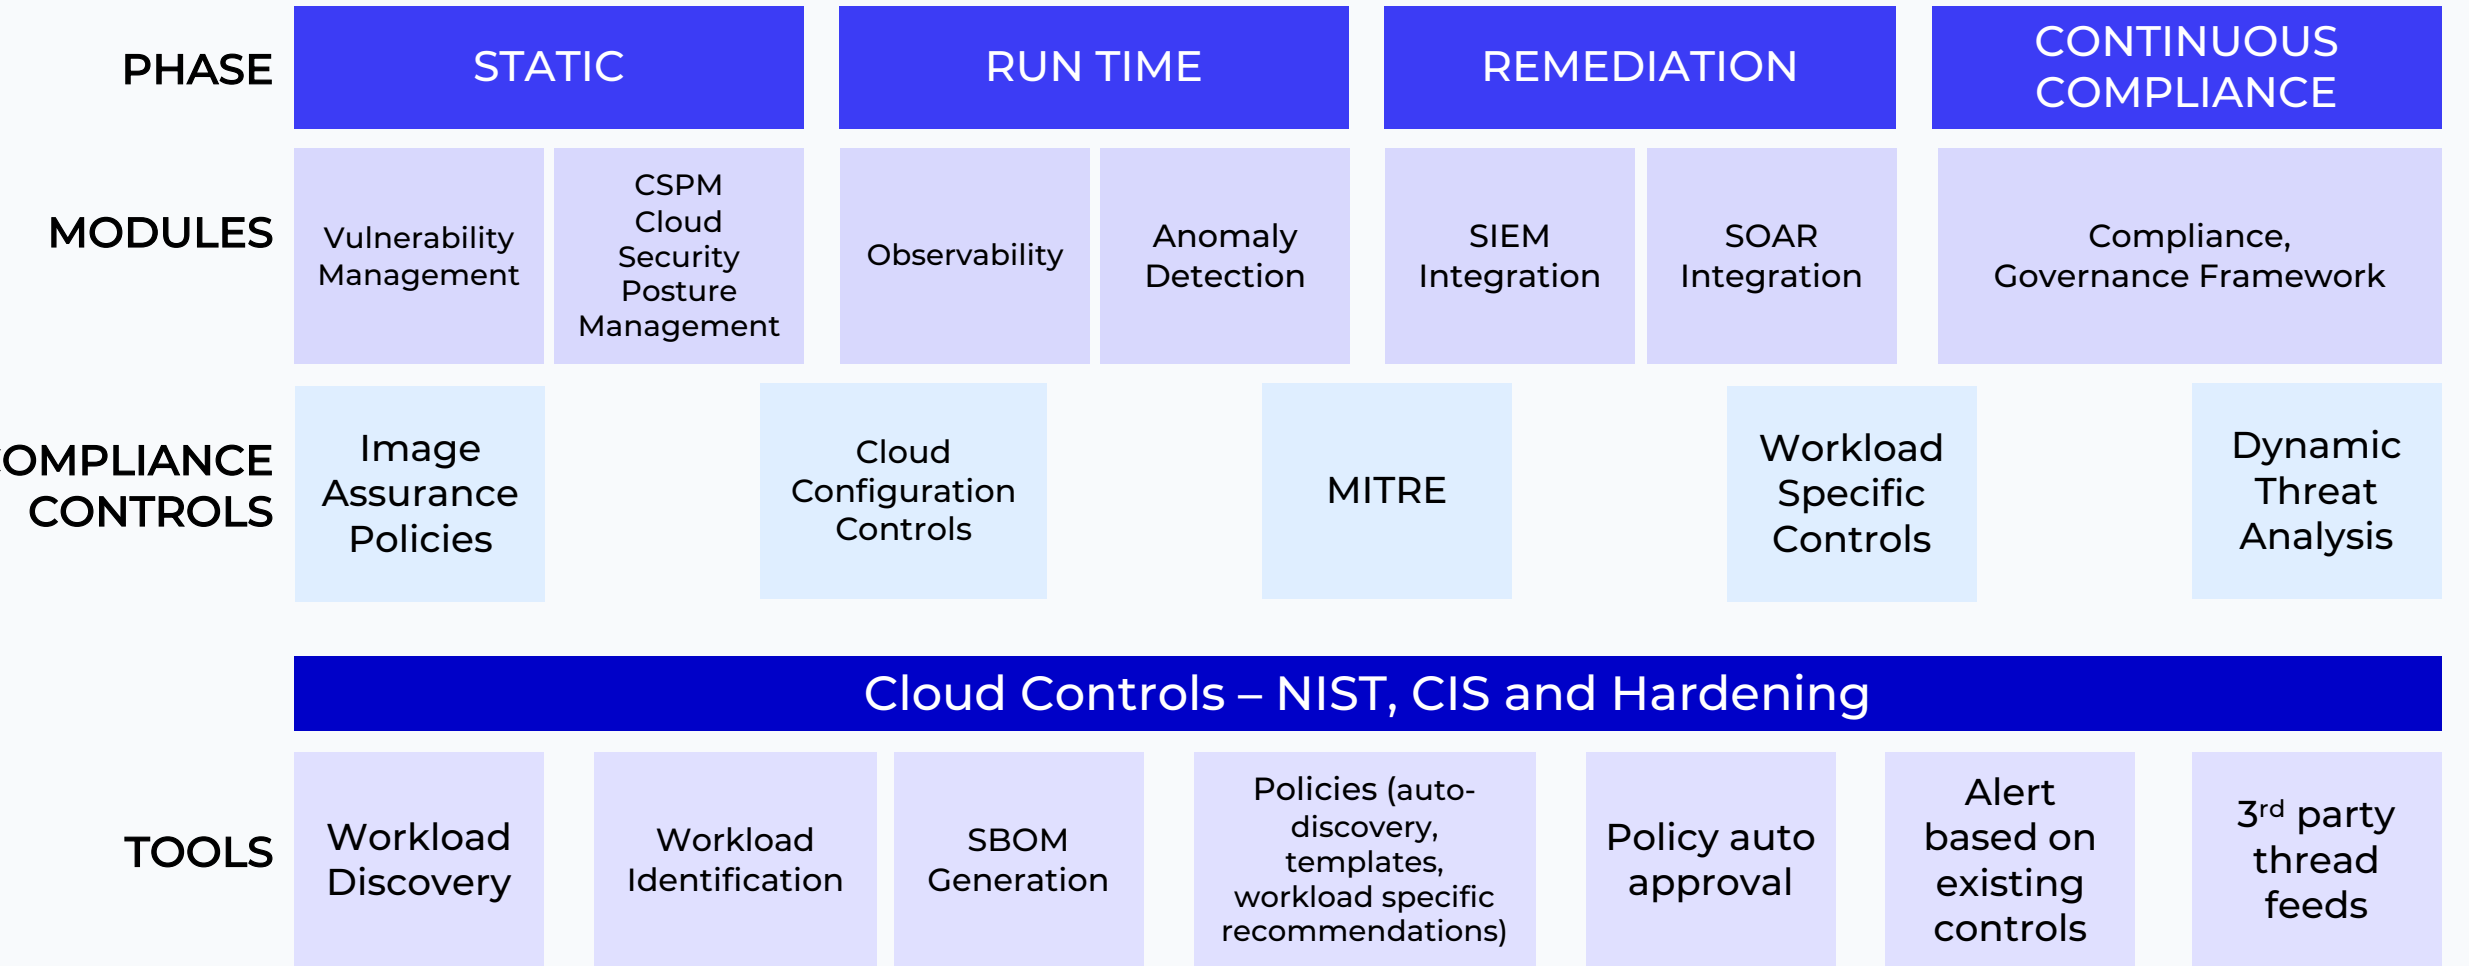 PHASE
STATIC
RUN TIME
REMEDIATION
CONTINUOUS
COMPLIANCE
MODULES
Vulnerability
Management
CSPM
Cloud
Security
Posture
Management
Observability
Anomaly
Detection
SIEM
Integration
SOAR
Integration
Compliance,
Governance Framework
OMPLIANCE
CONTROLS
Image
Assurance
Policies
Cloud
Configuration
Controls
MITRE
Workload
Specific
Controls
Dynamic
Threat
Analysis
Cloud Controls – NIST, CIS and Hardening
TOOLS
Workload
Discovery
Workload
Identification
SBOM
Generation
Policies (auto-
discovery,
templates,
workload specific
recommendations)
Policy auto
approval
Alert
based on
existing
controls
3rd party
thread
feeds